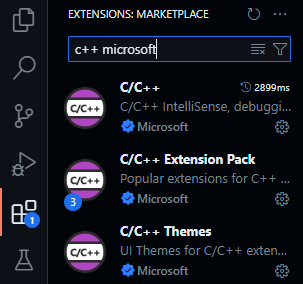 EXTENSIONS: MARKETPLACE
c++ microsoft
C/C++
C/C++ 2899ms
C/C++ IntelliSense, debuggi...
Microsoft
C/C++
3
C/C++ Extension Pack
Popular extensions for C++ ...
Microsoft
1
C/C++
C/C++ Themes
UI Themes for C/C++ exten...
Microsoft